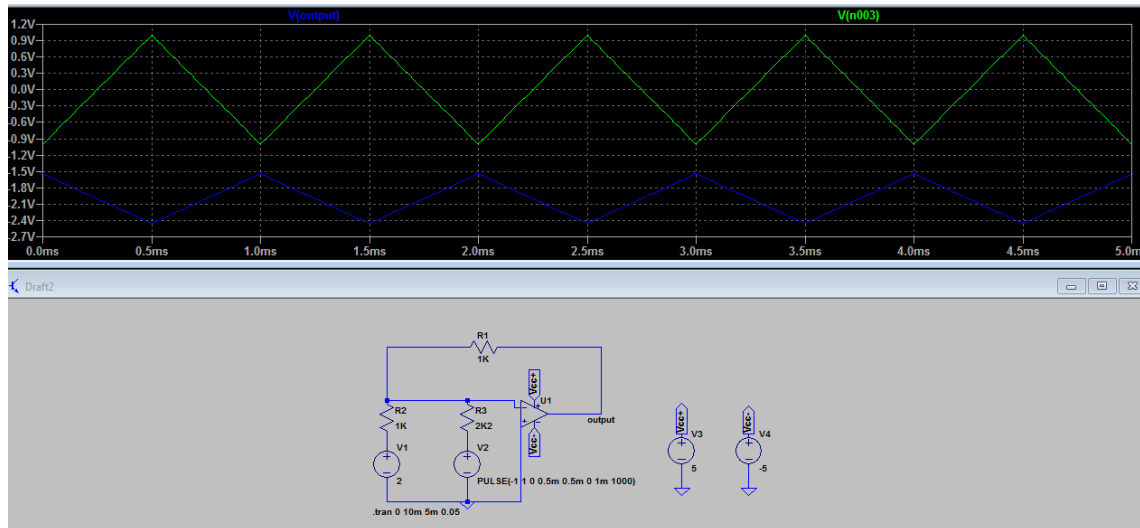 V(output) V(n003)
1.2V
0.9V
0.6V
0.3V
0.0V
-0.3V
-0.6V
-0.9V
-1.2V
-1.5V
-1.8V
-2.1V
-2.4V
-2.7V
0.0ms 0.5ms 1.0ms 1.5ms 2.0ms 2.5ms 3.0ms 3.5ms 4.0ms 4.5ms 5.0m
Draft2
R1
1K
Vcc+
U1
R2
1K
R3
2K2
output
Vcc-
V1
2
V2
PULSE(-1 1 0 0.5m 0.5m 0 1m 1000)
.tran 0 10m 5m 0.05
Vcc+
V3
5
Vcc-
V4
-5